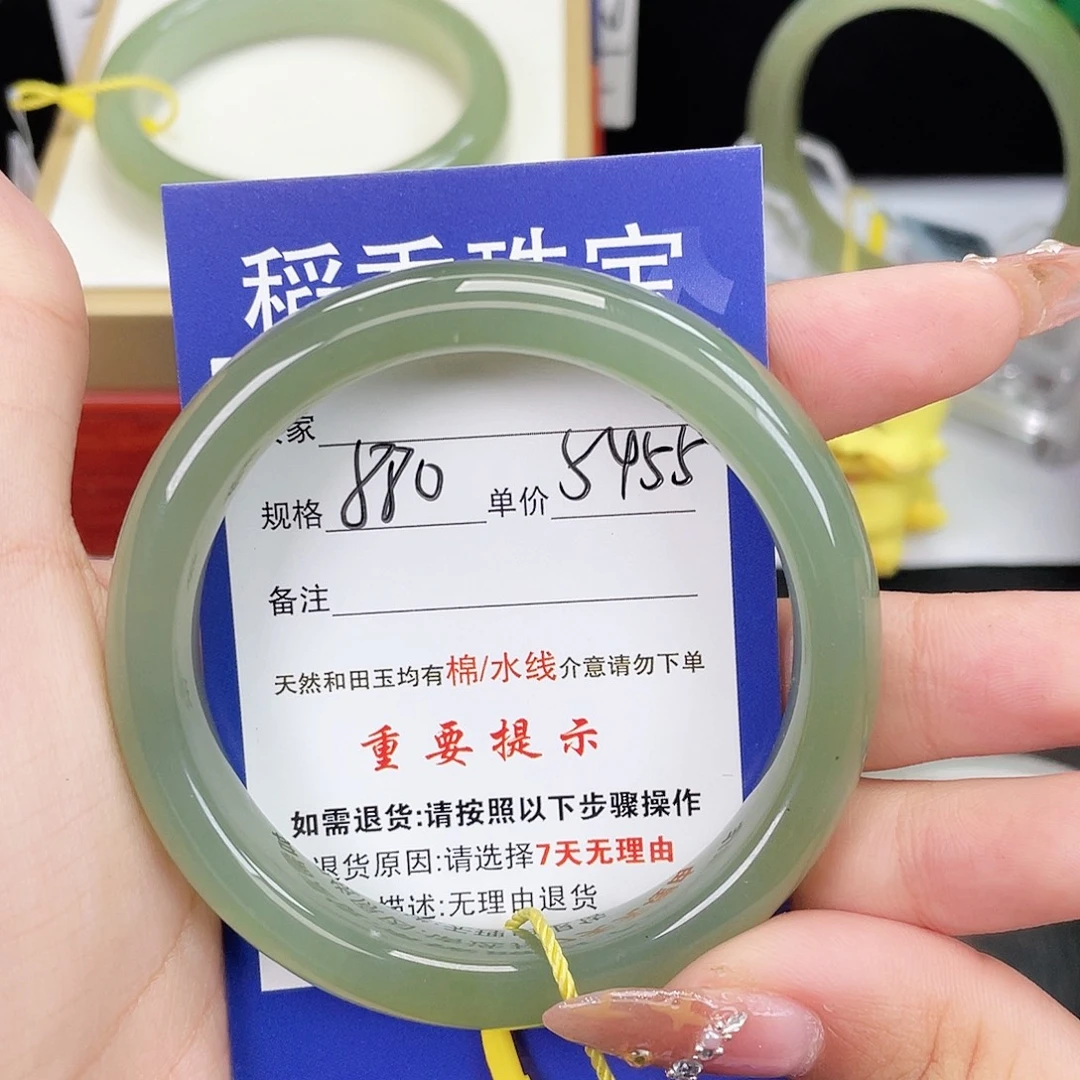 稻香珠宝
家
规格 880 单价 5455
备注
天然和田玉均有棉/水线介意请勿下单
重要提示
如需退货:请按照以下步骤操作
退货原因:请选择7天无理由
描述:无理由退货